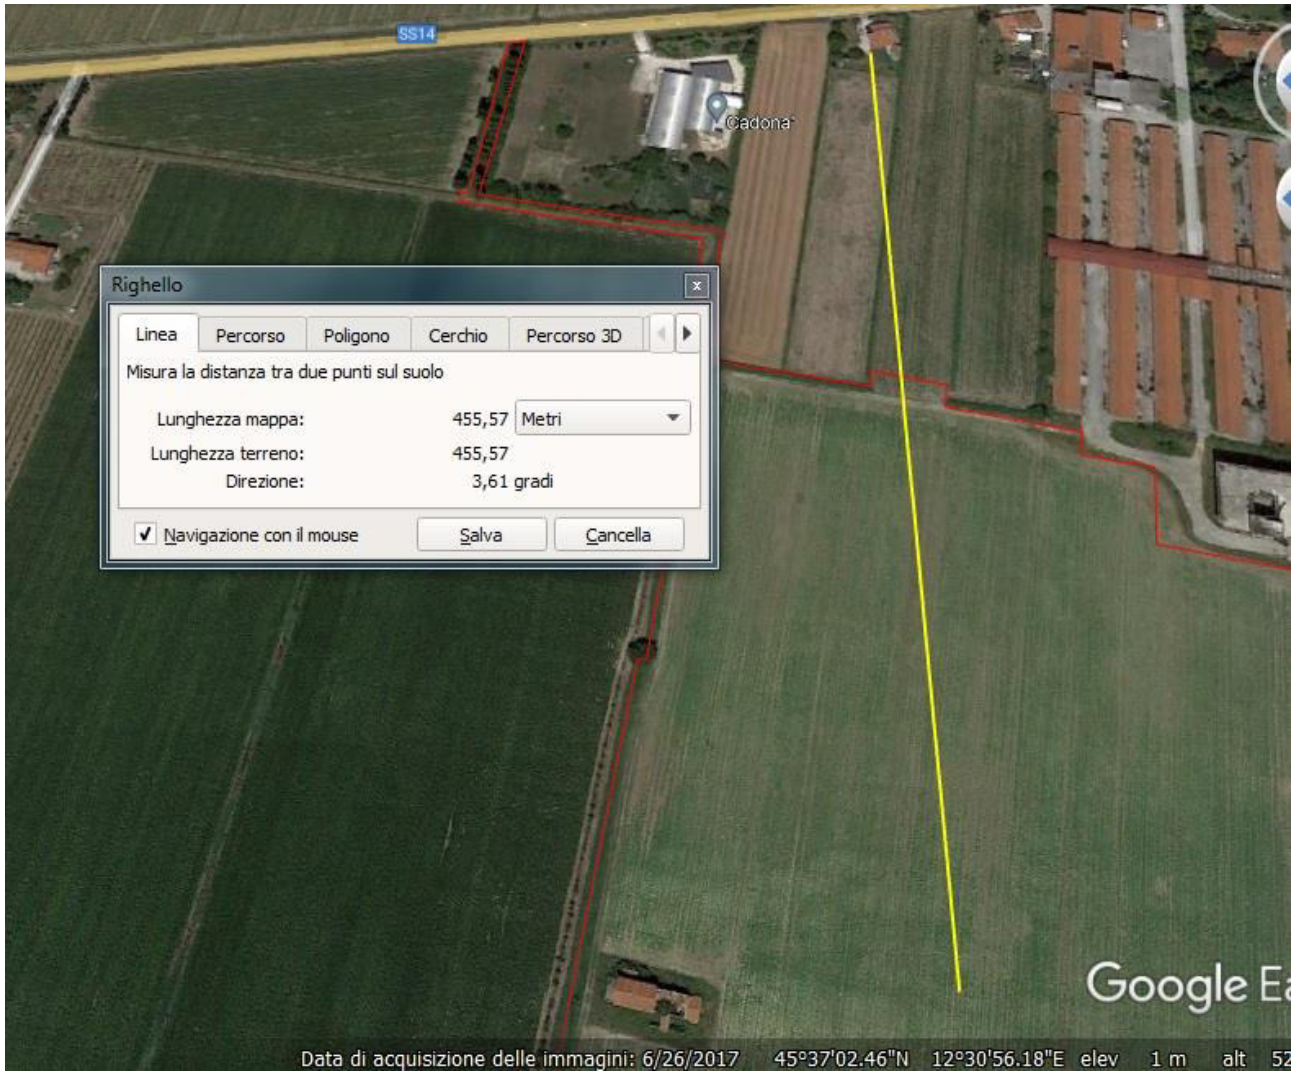 SS14
Cadona'
Righello
x
Linea Percorso Poligono Cerchio Percorso 3D
Misura la distanza tra due punti sul suolo
Lunghezza mappa: 455,57 Metri
Lunghezza terreno: 455,57
Direzione: 3,61 gradi
Navigazione con il mouse Salva Cancella
Google Ea
Data di acquisizione delle immagini: 6/26/2017 45°37'02.46"N 12°30'56.18"E elev 1 m alt 52